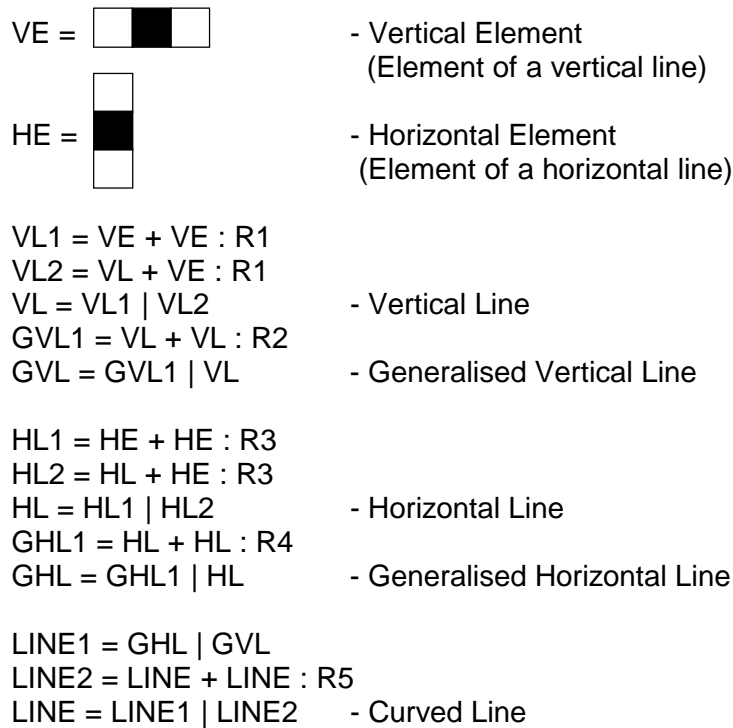 VE = - Vertical Element
(Element of a vertical line)
HE = - Horizontal Element
(Element of a horizontal line)
VL1 = VE + VE : R1
VL2 = VL + VE : R1
VL = VL1 | VL2 - Vertical Line
GVL1 = VL + VL : R2
GVL = GVL1 | VL - Generalised Vertical Line
HL1 = HE + HE : R3
HL2 = HL + HE : R3
HL = HL1 | HL2 - Horizontal Line
GHL1 = HL + HL : R4
GHL = GHL1 | HL - Generalised Horizontal Line
LINE1 = GHL | GVL
LINE2 = LINE + LINE : R5
LINE = LINE1 | LINE2 - Curved Line